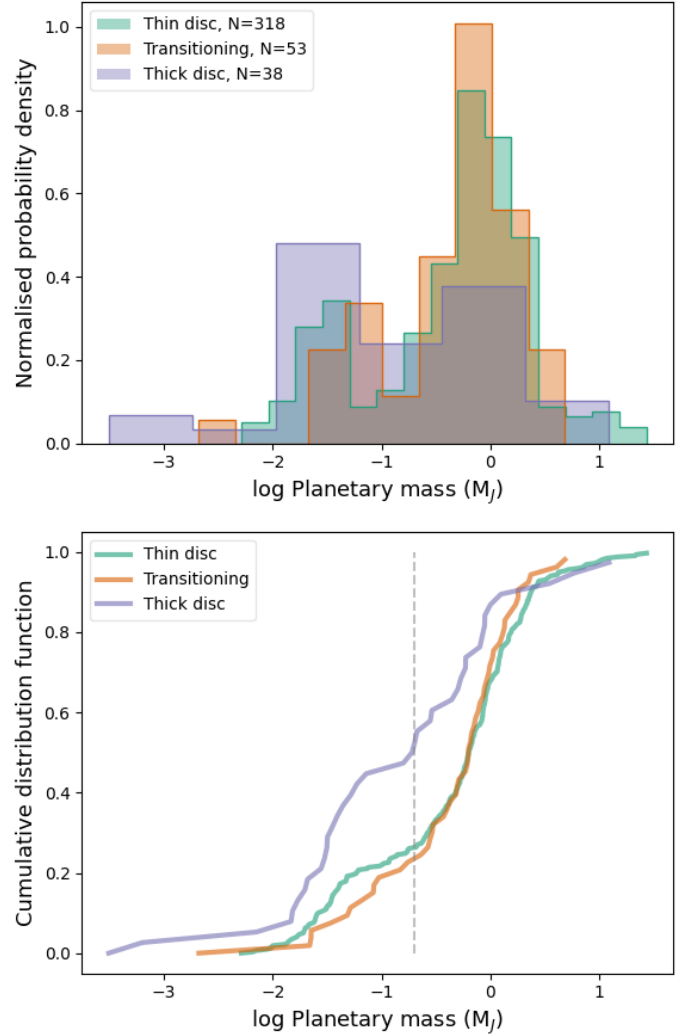 Normalised probability density
1.0
0.8
0.6
0.4
0.2
0.0
Thin disc, N=318
Transitioning, N=53
Thick disc, N=38
−3
−2
−1
0
1
log Planetary mass (M_J)
Cumulative distribution function
1.0
0.8
0.6
0.4
0.2
0.0
Thin disc
Transitioning
Thick disc
−3
−2
−1
0
1
log Planetary mass (M_J)